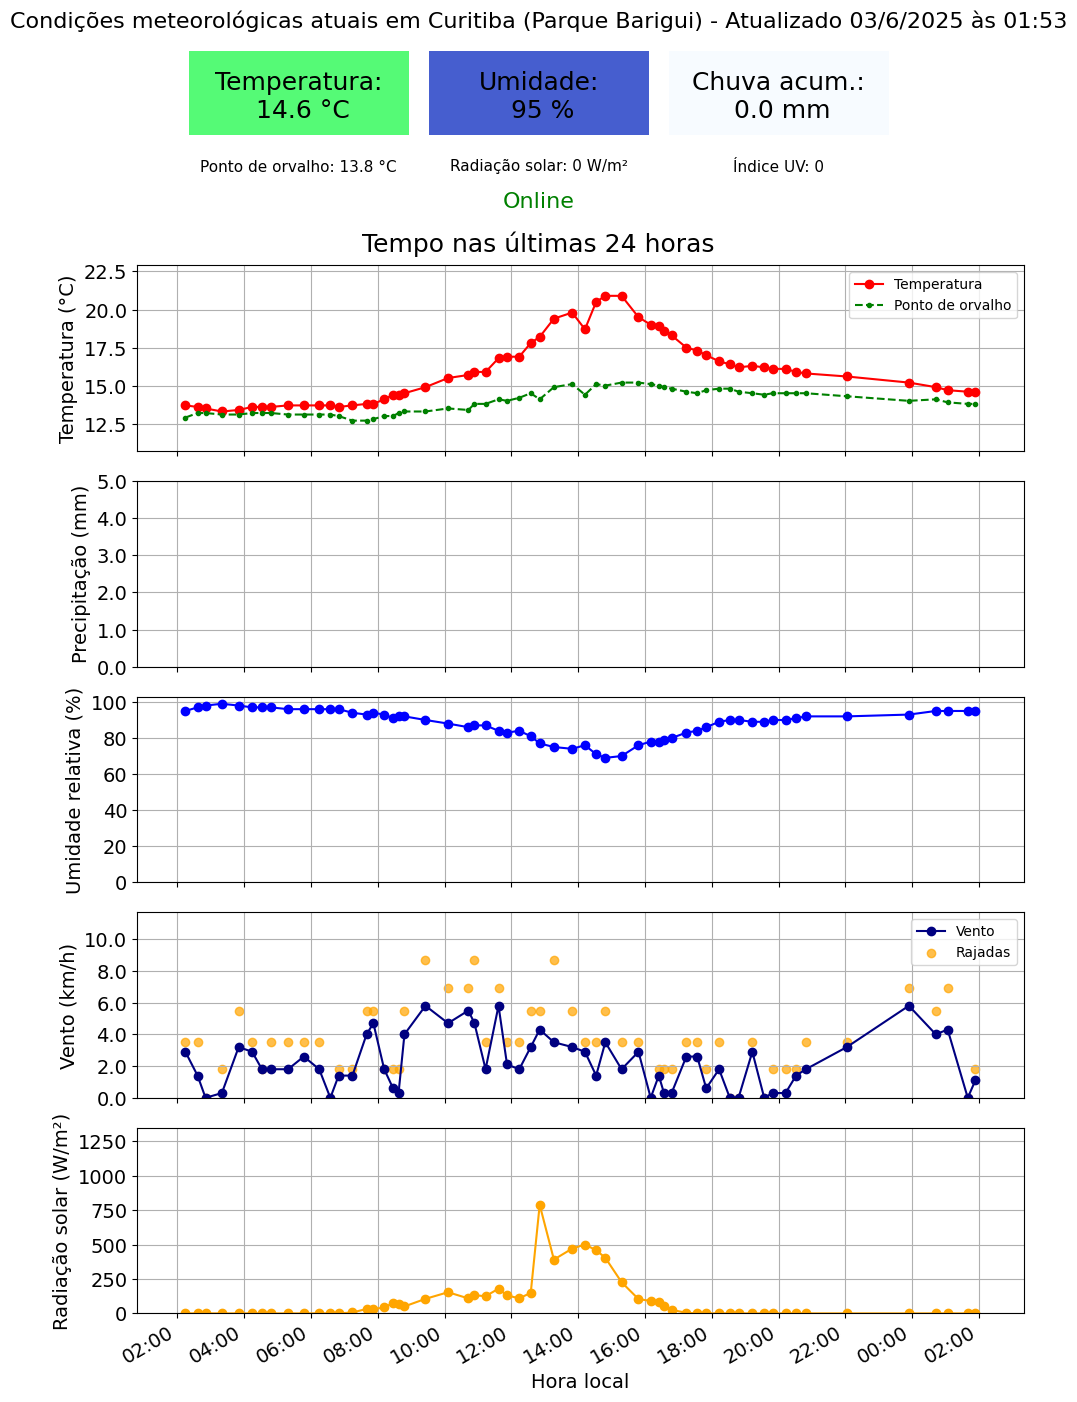 Condições meteorológicas atuais em Curitiba (Parque Barigui) - Atualizado 03/6/2025 às 01:53
Temperatura:
14.6 °C
Umidade:
95 %
Chuva acum.:
0.0 mm
Ponto de orvalho: 13.8 °C
Radiação solar: 0 W/m²
Índice UV: 0
Online
Tempo nas últimas 24 horas
Temperatura (°C)
22.5
20.0
17.5
15.0
12.5
Temperatura
Ponto de orvalho
Precipitação (mm)
5.0
4.0
3.0
2.0
1.0
0.0
Umidade relativa (%)
100
80
60
40
20
0
Vento (km/h)
10.0
8.0
6.0
4.0
2.0
0.0
Vento
Rajadas
Radiação solar (W/m²)
1250
1000
750
500
250
0
02:00
04:00
06:00
08:00
10:00
12:00
14:00
16:00
18:00
20:00
22:00
00:00
02:00
Hora local